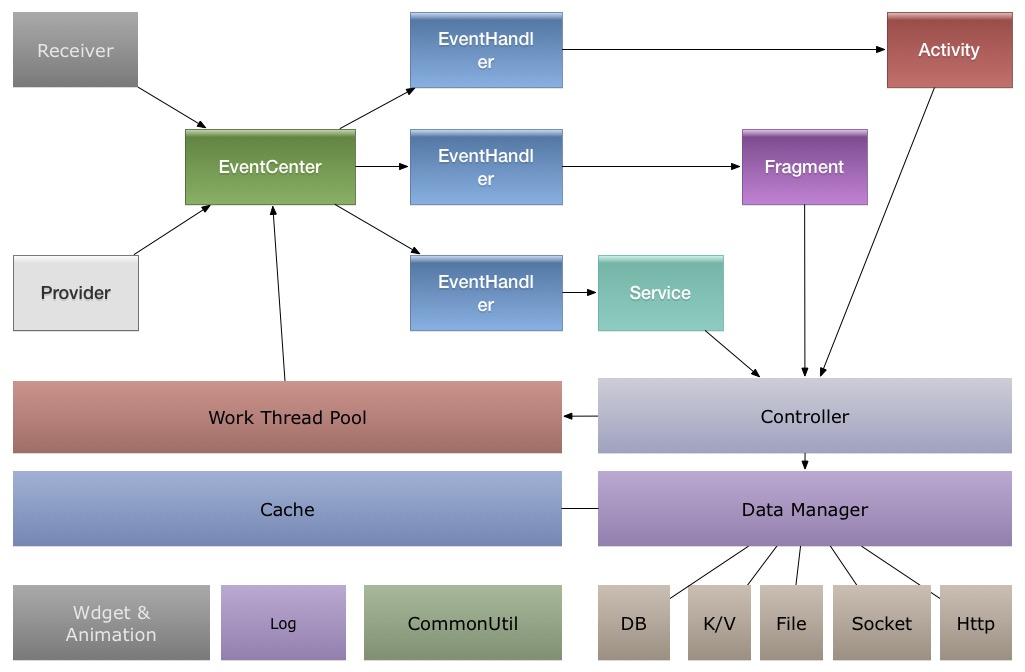 Receiver
EventHandl
er
Activity
EventCenter
EventHandl
er
Fragment
Provider
EventHandl
er
Service
Work Thread Pool
Controller
Cache
Data Manager
Wdget &
Animation
Log
CommonUtil
DB
K/V
File
Socket
Http